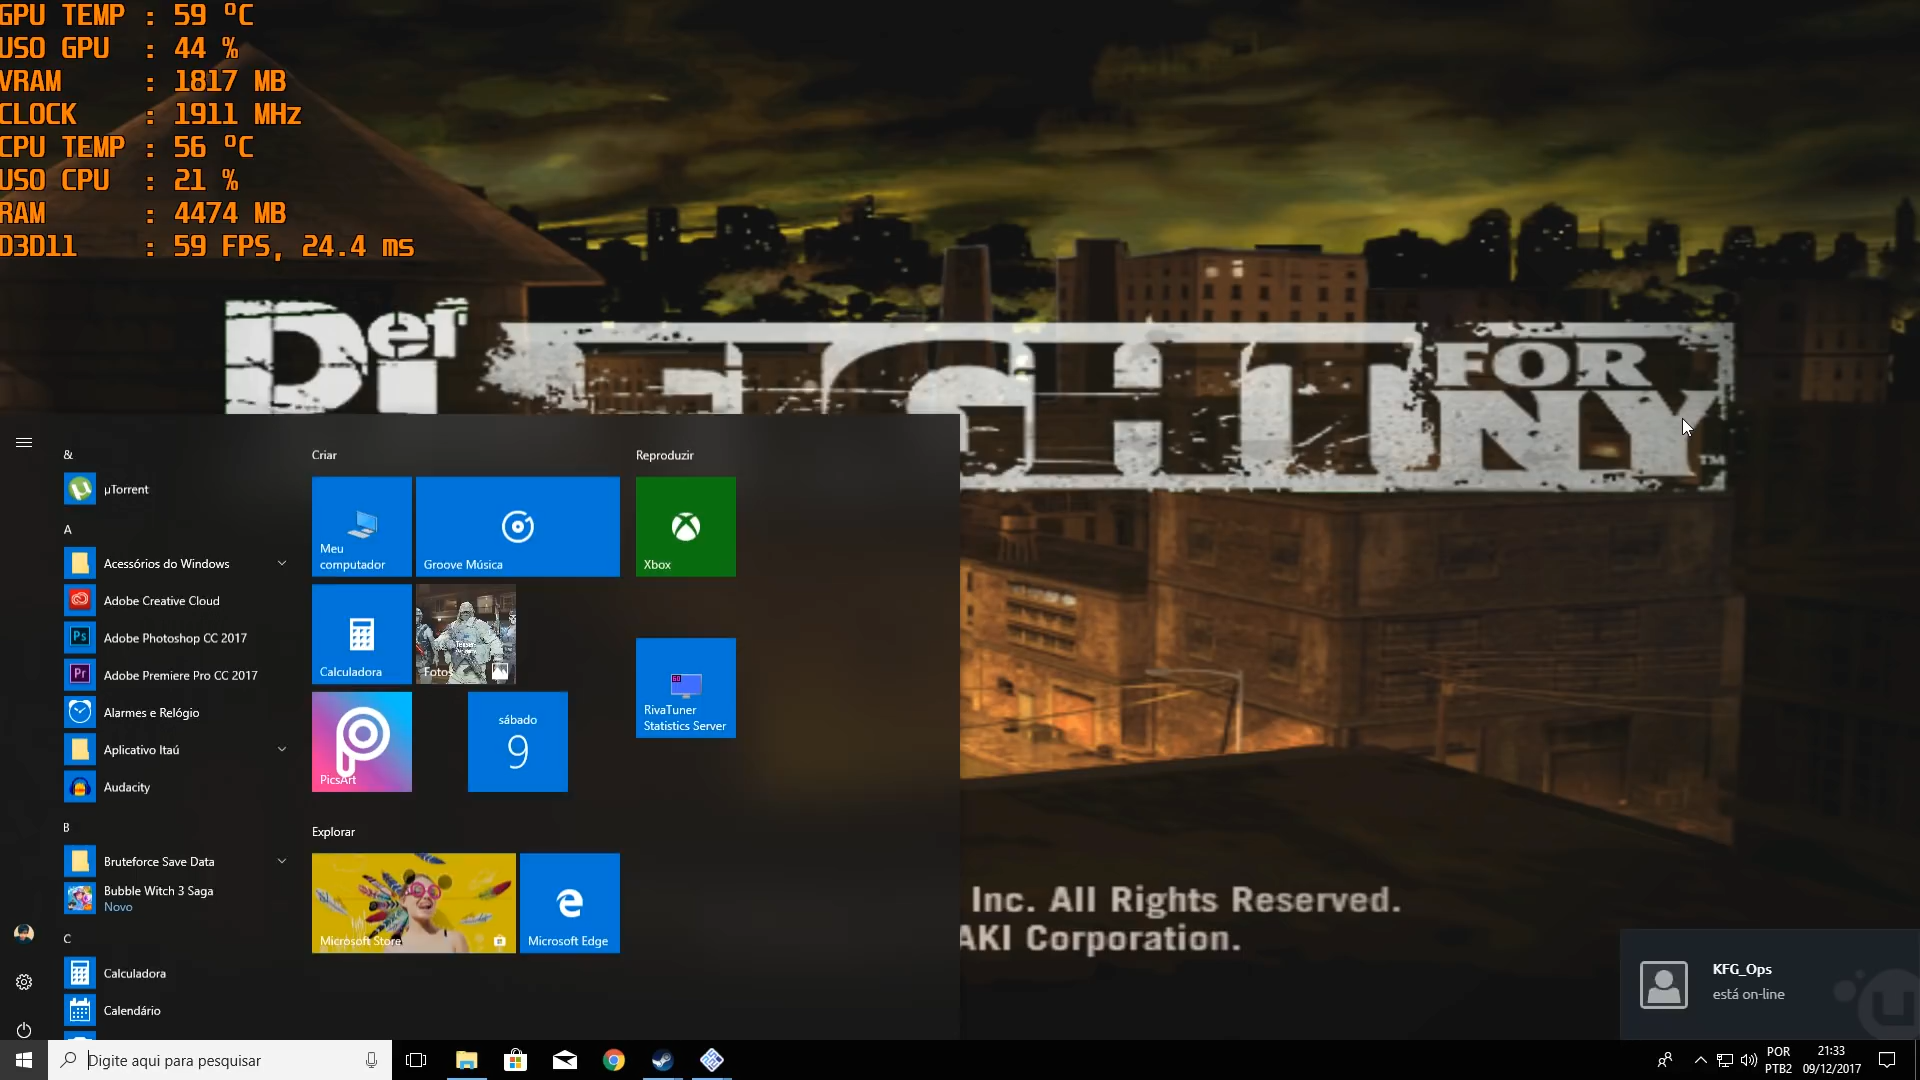 GPU TEMP : 59 ºC
USO GPU : 44 %
VRAM : 1817 MB
CLOCK : 1911 MHz
CPU TEMP : 56 ºC
USO CPU : 21 %
RAM : 4474 MB
D3D11 : 59 FPS, 24.4 ms
Def
FOR
NY
TM
&
µTorrent
A
Acessórios do Windows
Adobe Creative Cloud
Adobe Photoshop CC 2017
Adobe Premiere Pro CC 2017
Alarmes e Relógio
Aplicativo Itaú
Audacity
B
Bruteforce Save Data
Bubble Witch 3 Saga
Novo
C
Calculadora
Calendário
Criar
Meu
computador
Groove Música
Calculadora
Fotos
PicsArt
sábado
9
Explorar
Microsoft Store
Microsoft Edge
Reproduzir
Xbox
RivaTuner
Statistics Server
Inc. All Rights Reserved.
AKI Corporation.
KFG_Ops
está on-line
Digite aqui para pesquisar
POR
PTB2
21:33
09/12/2017